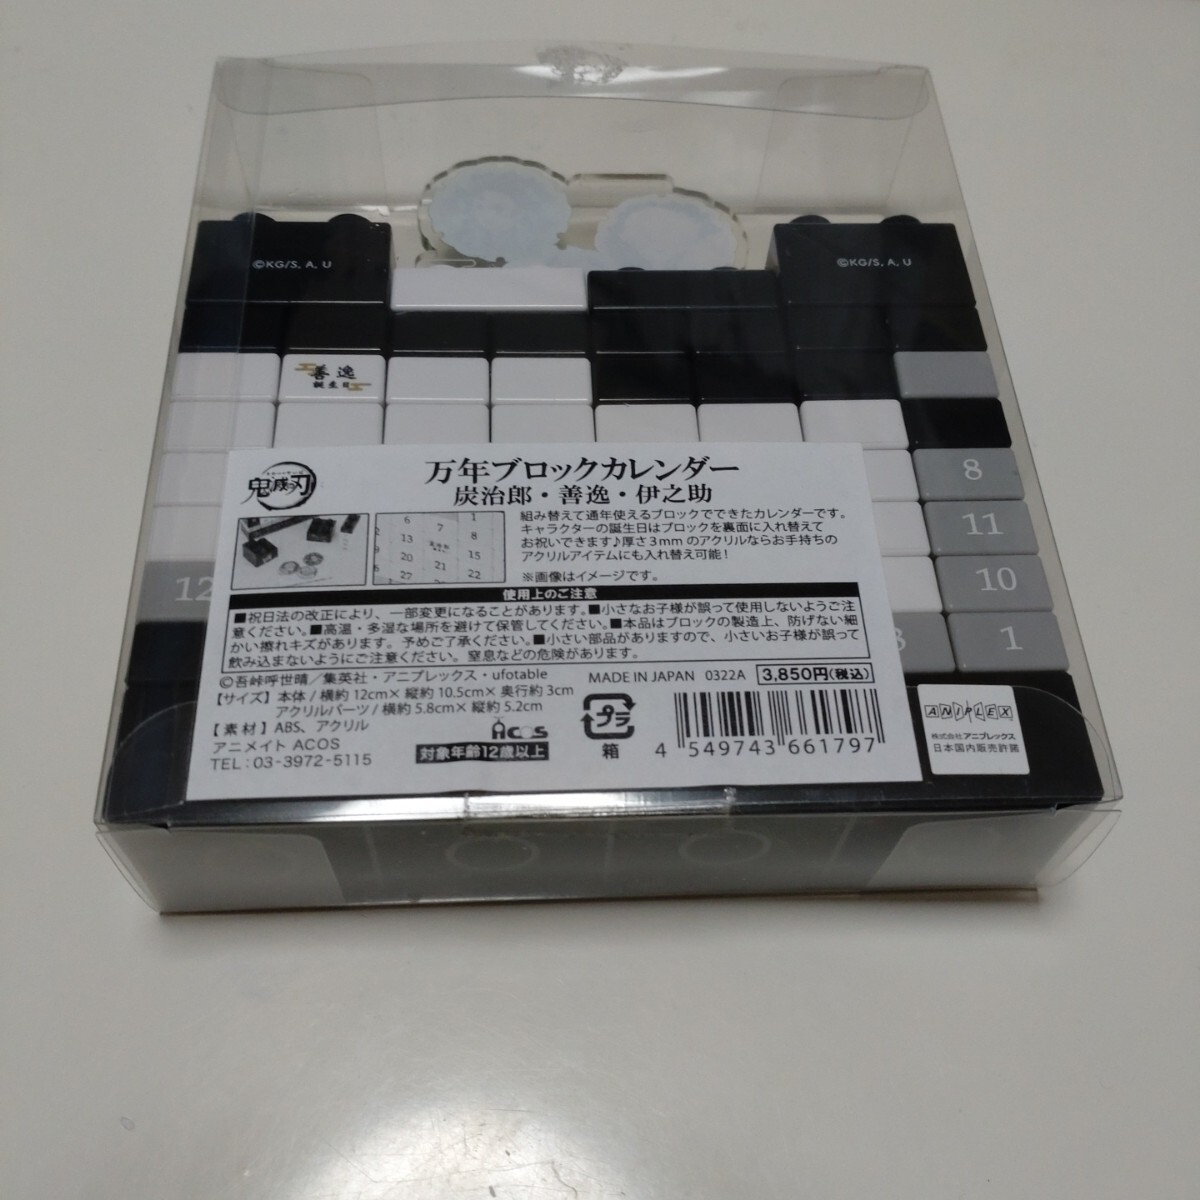 ©KG/S, A, U
©KG/S, A, U
善逸
誕生日
8
11
12
10
1
鬼滅の刃
万年ブロックカレンダー
炭治郎・善逸・伊之助
組み替えて通年使えるブロックでできたカレンダーです。
キャラクターの誕生日はブロックを裏面に入れ替えて
お祝いできます♪厚さ3mmのアクリルならお手持ちの
アクリルアイテムにも入れ替え可能!
※画像はイメージです。
6 7 1
13 8
20 15
27 21 22
使用上のご注意
■祝日法の改正により、一部変更になることがあります。■小さなお子様が誤って使用しないようご注
意ください。■高温・多湿な場所を避けて保管してください。■本品はブロックの製造上、防げない細
かい擦れキズがあります。予めご了承ください。■小さい部品がありますので、小さいお子様が誤って
飲み込まないようにご注意ください。窒息などの危険があります。
©吾峠呼世晴/集英社・アニプレックス・ufotable
MADE IN JAPAN 0322A 3,850円(税込)
【サイズ】本体/横約12cm×縦約10.5cm×奥行約3cm
アクリルパーツ/横約5.8cm×縦約5.2cm
【素材】ABS、アクリル
アニメイト ACOS
TEL:03-3972-5115
ACOS
対象年齢12歳以上
プラ
箱
4 549743 661797
ANIPLEX
株式会社アニプレックス
日本国内販売許諾